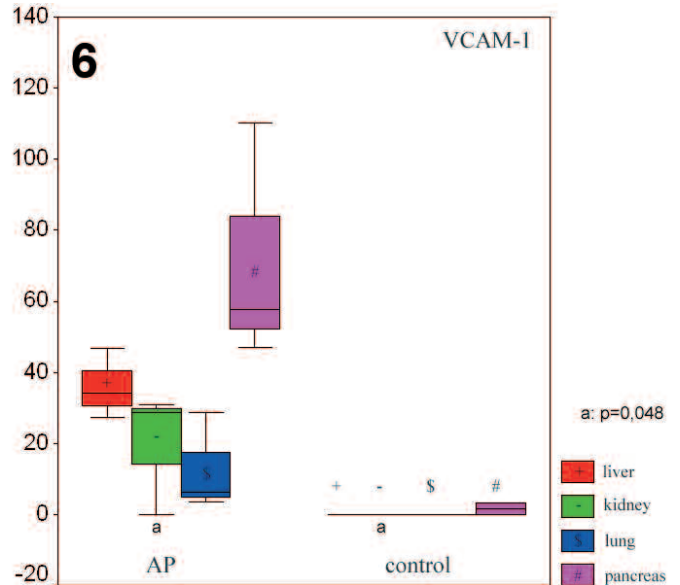 140
VCAM-1
6
120
100
80
#
60
40
+
a: p=0,048
20
-
$
+ - $ #
+ liver
0
a a
- kidney
AP control
$ lung
-20
# pancreas